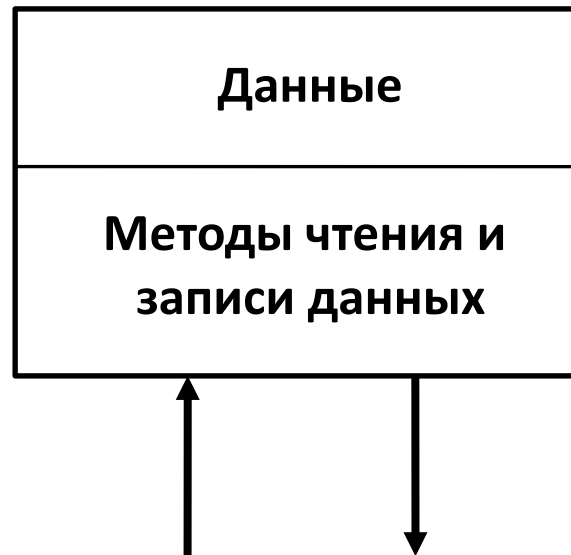 Данные
Методы чтения и
записи данных